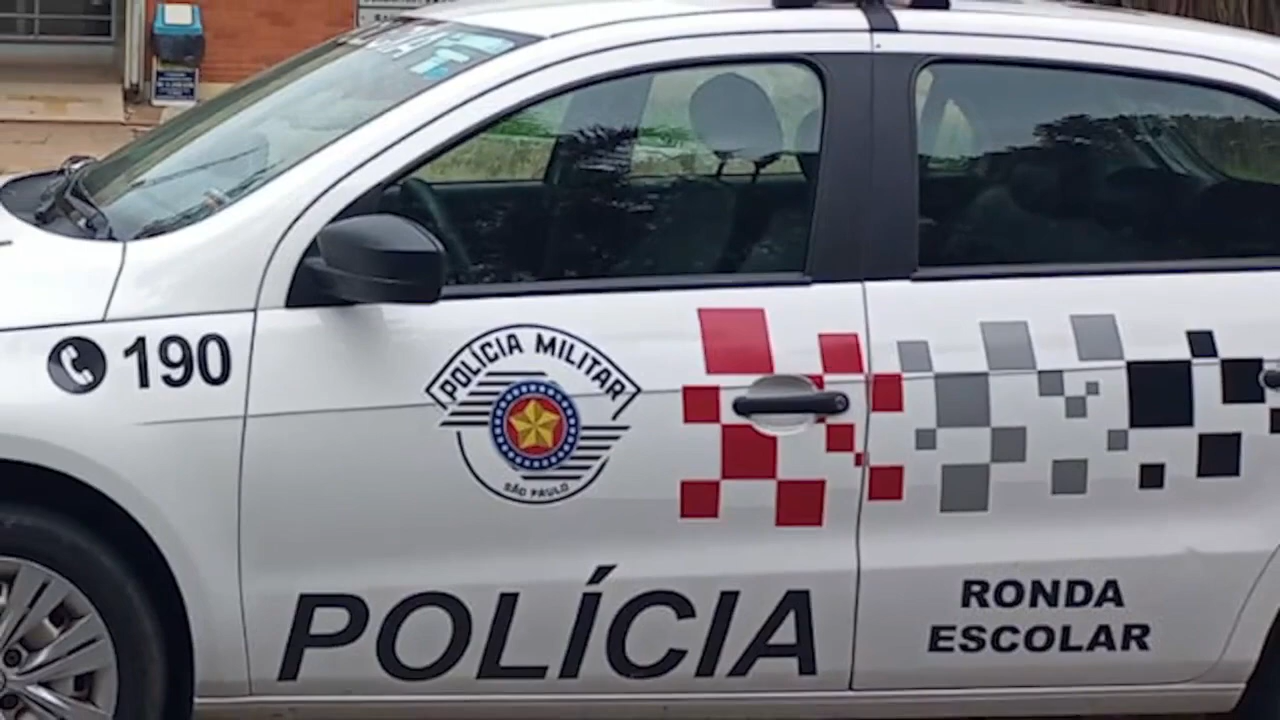 190
POLÍCIA MILITAR
SÃO PAULO
POLÍCIA
RONDA
ESCOLAR